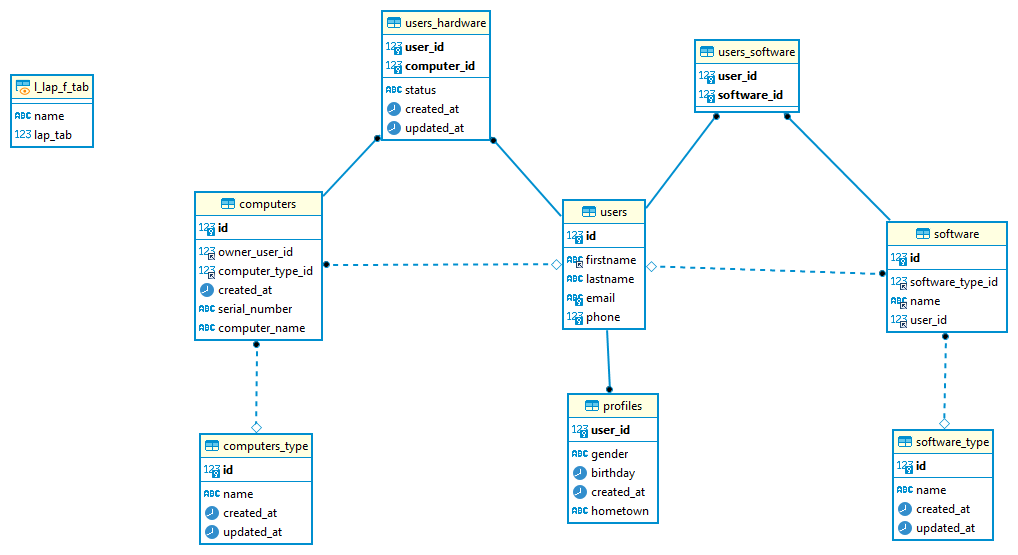 users_hardware
123 user_id
123 computer_id
ABC status
created_at
updated_at
users_software
123 user_id
123 software_id
l_lap_f_tab
ABC name
123 lap_tab
computers
123 id
123 owner_user_id
123 computer_type_id
created_at
ABC serial_number
ABC computer_name
users
123 id
ABC firstname
ABC lastname
ABC email
123 phone
software
123 id
123 software_type_id
ABC name
123 user_id
profiles
123 user_id
ABC gender
birthday
created_at
ABC hometown
computers_type
123 id
ABC name
created_at
updated_at
software_type
123 id
ABC name
created_at
updated_at